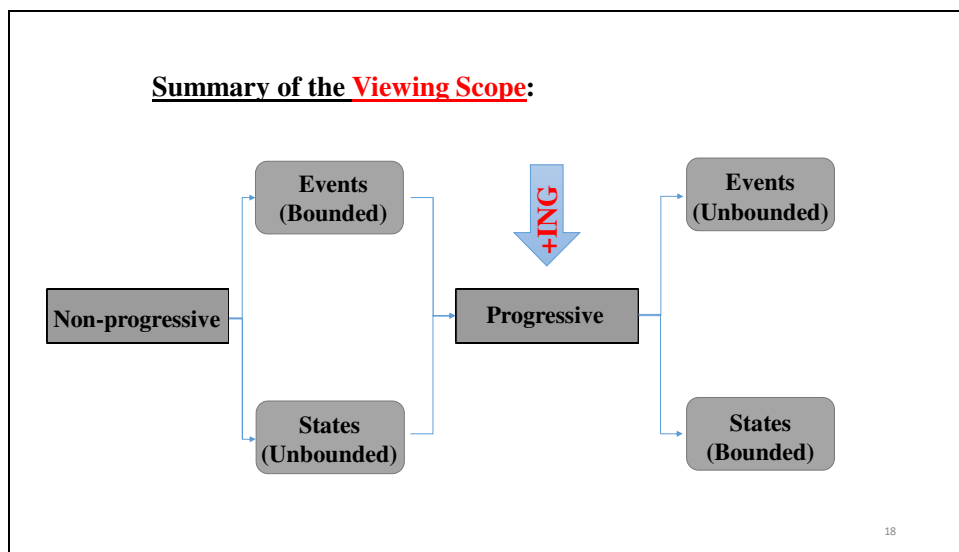 Summary of the Viewing Scope:
Events
(Bounded)
+ING
Events
(Unbounded)
Non-progressive
Progressive
States
(Unbounded)
States
(Bounded)
18